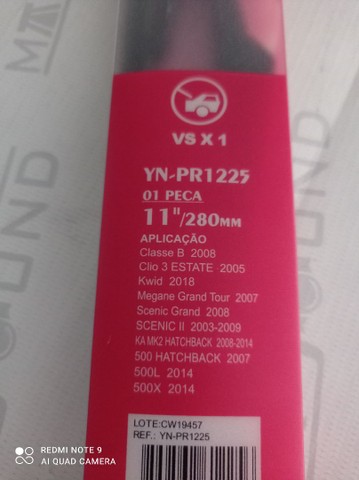 VS X 1
YN-PR1225
01 PECA
11"/280MM
APLICAÇÃO
Classe B 2008
Clio 3 ESTATE 2005
Kwid 2018
Megane Grand Tour 2007
Scenic Grand 2008
SCENIC II 2003-2009
KA MK2 HATCHBACK 2008-2014
500 HATCHBACK 2007
500L 2014
500X 2014
LOTE:CW19457
REF.: YN-PR1225
REDMI NOTE 9
AI QUAD CAMERA